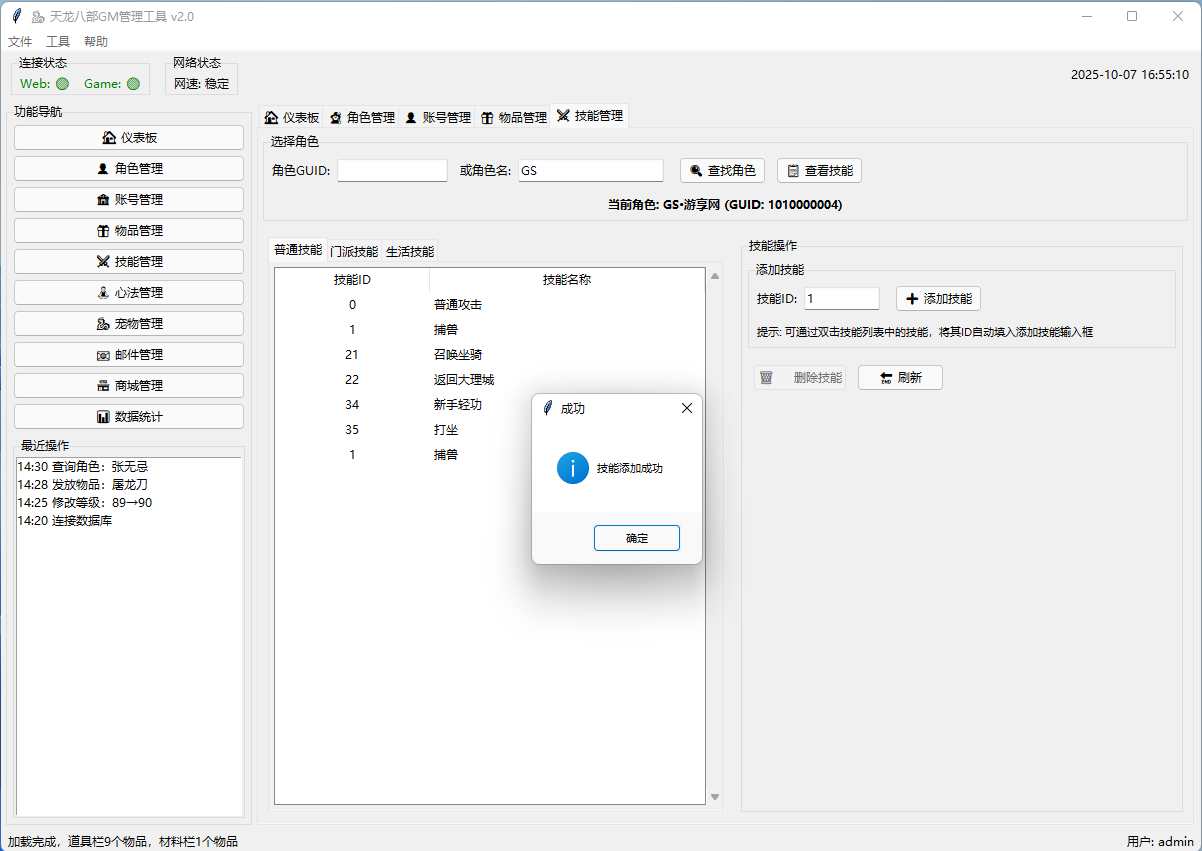 天龙八部GM管理工具 v2.0
文件 工具 帮助
连接状态 网络状态
Web: Game: 网速: 稳定
2025-10-07 16:55:10
功能导航
仪表板
角色管理
账号管理
物品管理
技能管理
心法管理
宠物管理
邮件管理
商城管理
数据统计
最近操作
14:30 查询角色：张无忌
14:28 发放物品：屠龙刀
14:25 修改等级：89→90
14:20 连接数据库
仪表板 角色管理 账号管理 物品管理 技能管理
选择角色
角色GUID: 或角色名: GS 查找角色 查看技能
当前角色: GS•游享网 (GUID: 1010000004)
普通技能 门派技能 生活技能
技能ID 技能名称
0 普通攻击
1 捕兽
21 召唤坐骑
22 返回大理城
34 新手轻功
35 打坐
1 捕兽
技能操作
添加技能
技能ID: 1 添加技能
提示: 可通过双击技能列表中的技能，将其ID自动填入添加技能输入框
删除技能 END 刷新
成功
技能添加成功
确定
加载完成，道具栏9个物品，材料栏1个物品
用户: admin